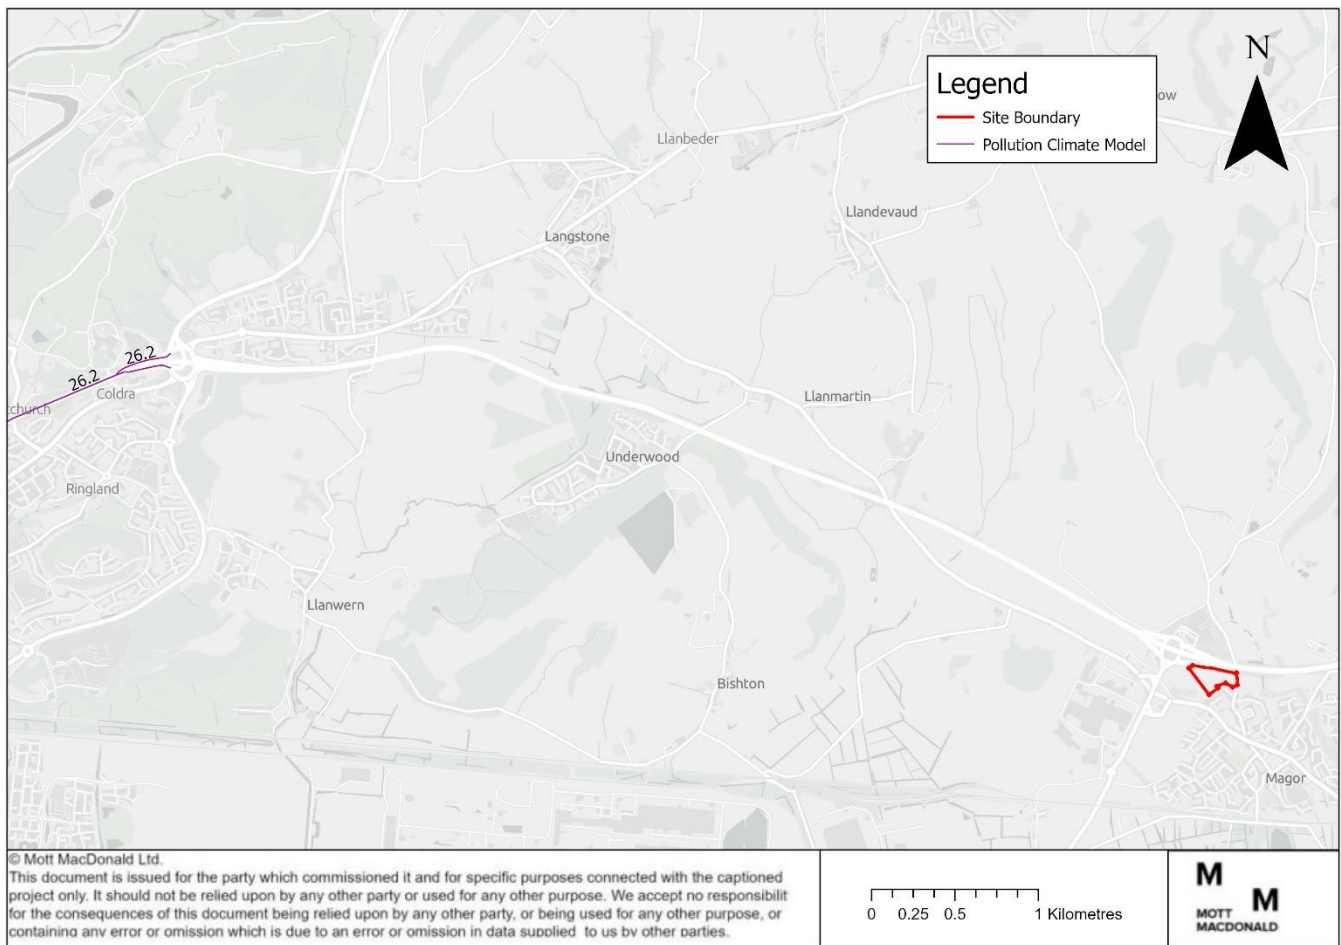 N
Legend
Site Boundary
Pollution Climate Model
ow
Llanbeder
Llandevaud
Langstone
26.2
26.2
Coldra
church
Llanmartin
Underwood
Ringland
Llanwern
Bishton
Magor
© Mott MacDonald Ltd.
This document is issued for the party which commissioned it and for specific purposes connected with the captioned
project only. It should not be relied upon by any other party or used for any other purpose. We accept no responsibilit
for the consequences of this document being relied upon by any other party, or being used for any other purpose, or
containing any error or omission which is due to an error or omission in data supplied to us by other parties.
0 0.25 0.5 1 Kilometres
M
M
MOTT
MACDONALD